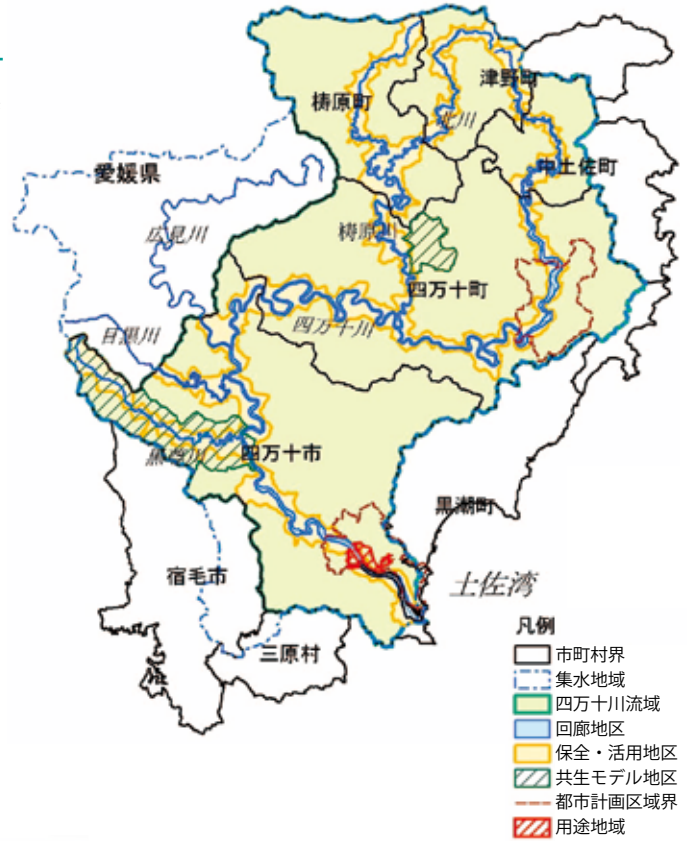 津野町
梼原町
北川
中土佐町
愛媛県
広見川
梼原川
四万十町
四万十川
目黒川
四万十市
黒尊川
黒潮町
宿毛市
土佐湾
三原村
凡例
市町村界
集水地域
四万十川流域
回廊地区
保全・活用地区
共生モデル地区
都市計画区域界
用途地域